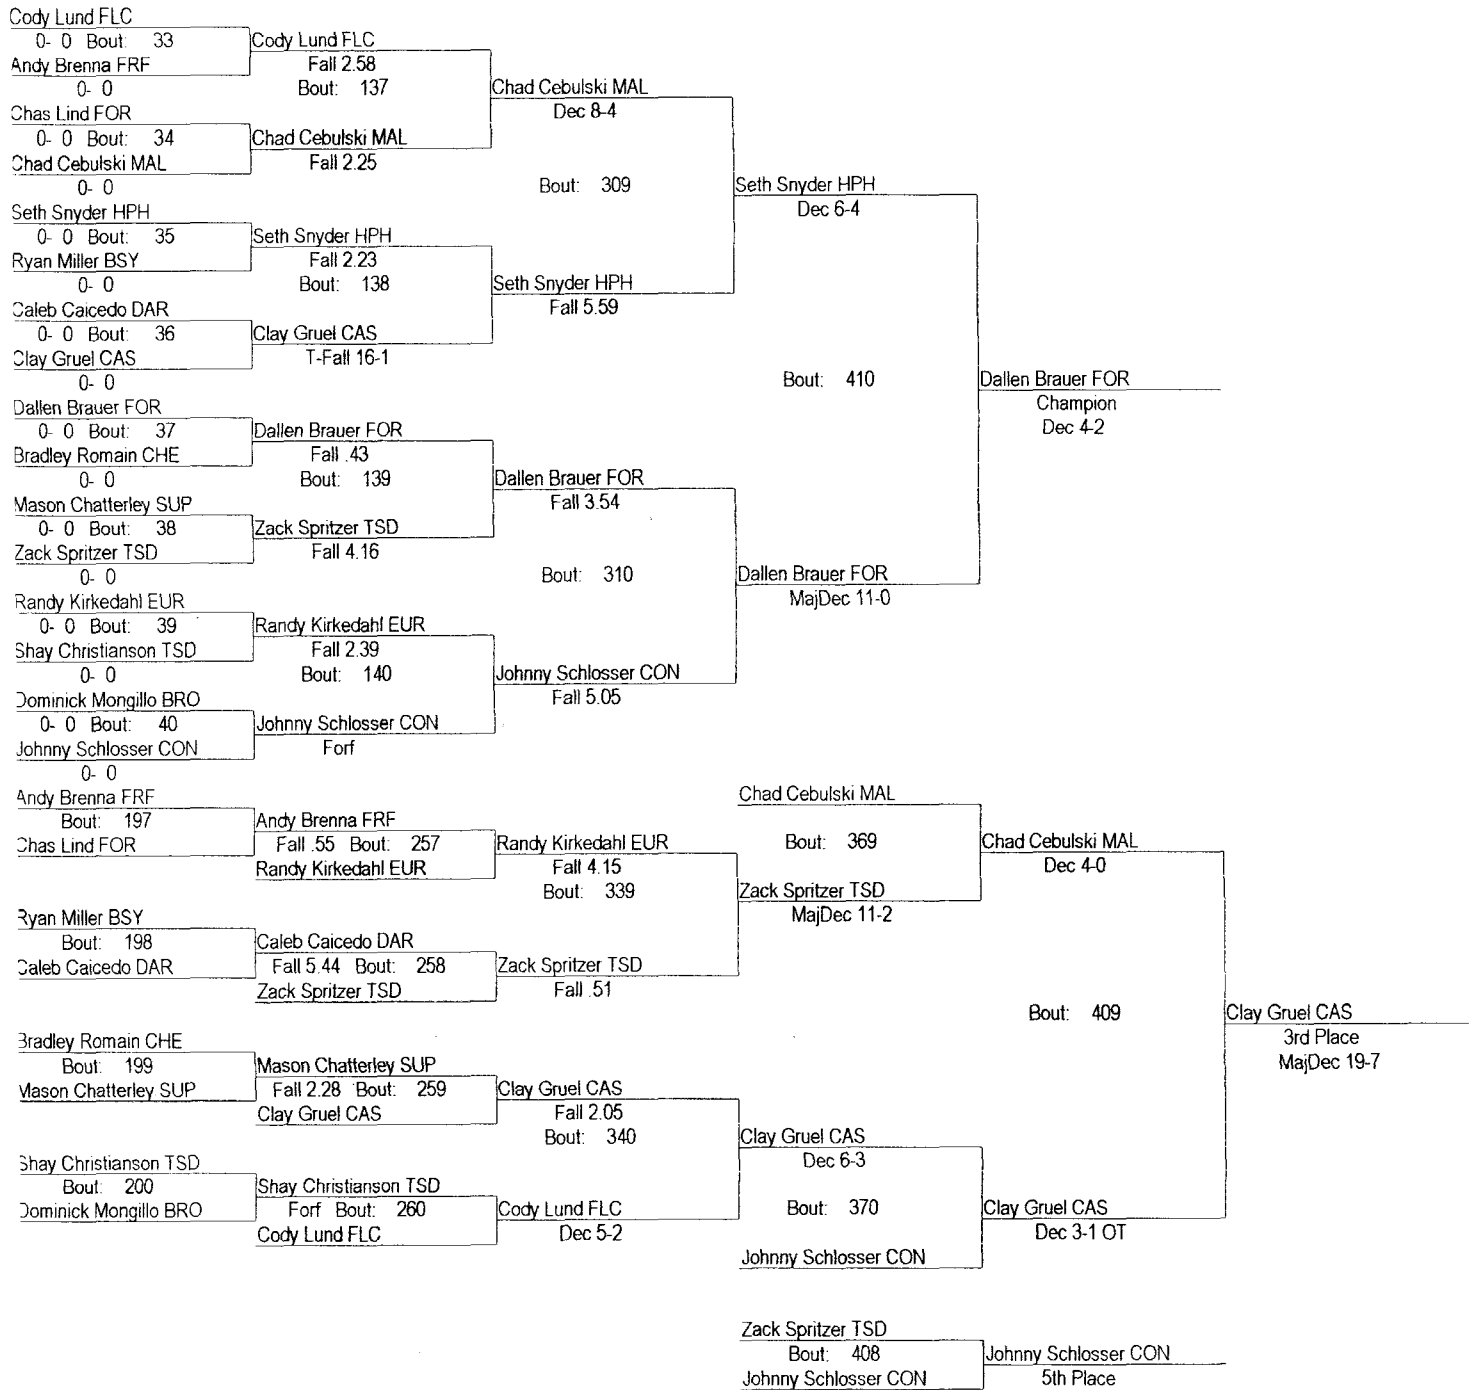 Cody Lund FLC
0- 0 Bout: 33
Andy Brenna FRF
0- 0
Chas Lind FOR
0- 0 Bout: 34
Chad Cebulski MAL
0- 0
Seth Snyder HPH
0- 0 Bout: 35
Ryan Miller BSY
0- 0
Caleb Caicedo DAR
0- 0 Bout: 36
Clay Gruel CAS
0- 0
Dallen Brauer FOR
0- 0 Bout: 37
Bradley Romain CHE
0- 0
Mason Chatterley SUP
0- 0 Bout: 38
Zack Spritzer TSD
0- 0
Randy Kirkedahl EUR
0- 0 Bout: 39
Shay Christianson TSD
0- 0
Dominick Mongillo BRO
0- 0 Bout: 40
Johnny Schlosser CON
0- 0
Cody Lund FLC
Fall 2.58
Bout: 137
Chad Cebulski MAL
Fall 2.25
Seth Snyder HPH
Fall 2.23
Bout: 138
Clay Gruel CAS
T-Fall 16-1
Dallen Brauer FOR
Fall .43
Bout: 139
Zack Spritzer TSD
Fall 4.16
Randy Kirkedahl EUR
Fall 2.39
Bout: 140
Johnny Schlosser CON
Forf
Chad Cebulski MAL
Dec 8-4
Bout: 309
Seth Snyder HPH
Fall 5.59
Dallen Brauer FOR
Fall 3.54
Bout: 310
Johnny Schlosser CON
Fall 5.05
Seth Snyder HPH
Dec 6-4
Bout: 410
Dallen Brauer FOR
MajDec 11-0
Dallen Brauer FOR
Champion
Dec 4-2
Andy Brenna FRF
Bout: 197
Chas Lind FOR
Ryan Miller BSY
Bout: 198
Caleb Caicedo DAR
Bradley Romain CHE
Bout: 199
Mason Chatterley SUP
Shay Christianson TSD
Bout: 200
Dominick Mongillo BRO
Andy Brenna FRF
Fall .55 Bout: 257
Randy Kirkedahl EUR
Caleb Caicedo DAR
Fall 5.44 Bout: 258
Zack Spritzer TSD
Mason Chatterley SUP
Fall 2.28 Bout: 259
Clay Gruel CAS
Shay Christianson TSD
Forf Bout: 260
Cody Lund FLC
Randy Kirkedahl EUR
Fall 4.15
Bout: 339
Zack Spritzer TSD
Fall .51
Clay Gruel CAS
Fall 2.05
Bout: 340
Cody Lund FLC
Dec 5-2
Chad Cebulski MAL
Bout: 369
Zack Spritzer TSD
MajDec 11-2
Clay Gruel CAS
Dec 6-3
Bout: 370
Johnny Schlosser CON
Chad Cebulski MAL
Dec 4-0
Bout: 409
Clay Gruel CAS
Dec 3-1 OT
Clay Gruel CAS
3rd Place
MajDec 19-7
Zack Spritzer TSD
Bout: 408
Johnny Schlosser CON
Johnny Schlosser CON
5th Place